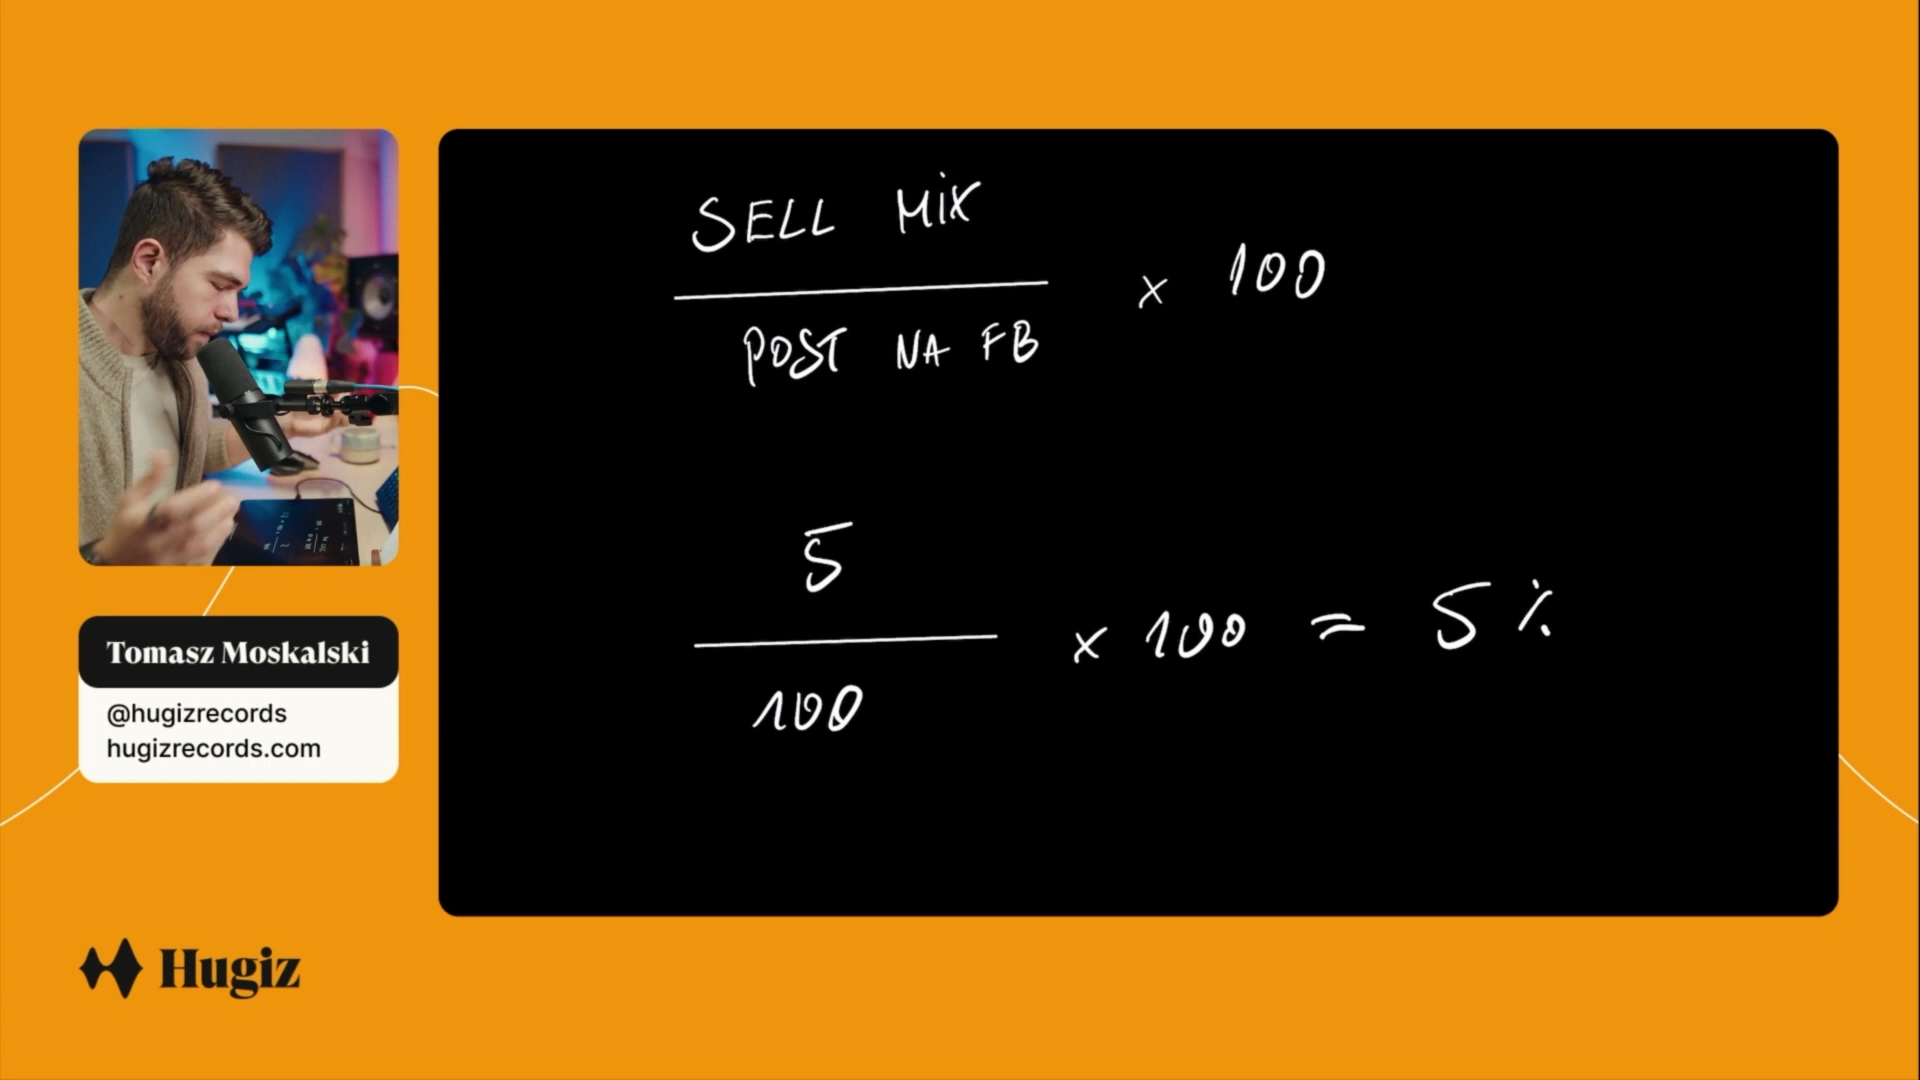 SELL MIX
POST NA FB
x 100
5
100
x 100 = 5 %
Tomasz Moskalski
@hugizrecords
hugizrecords.com
Hugiz